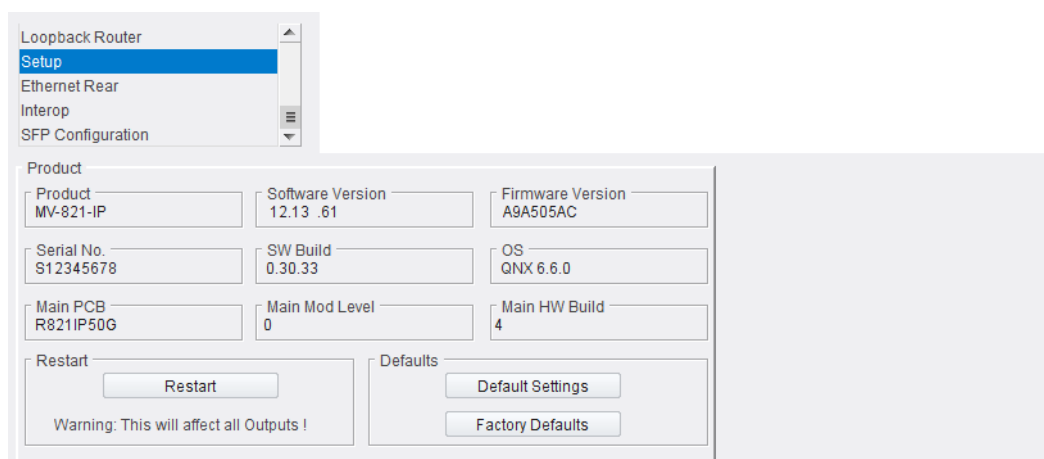 Loopback Router
Setup
Ethernet Rear
Interop
SFP Configuration
Product
Product
MV-821-IP
Software Version
12.13 .61
Firmware Version
A9A505AC
Serial No.
S12345678
SW Build
0.30.33
OS
QNX 6.6.0
Main PCB
R821IP50G
Main Mod Level
0
Main HW Build
4
Restart
Restart
Warning: This will affect all Outputs !
Defaults
Default Settings
Factory Defaults